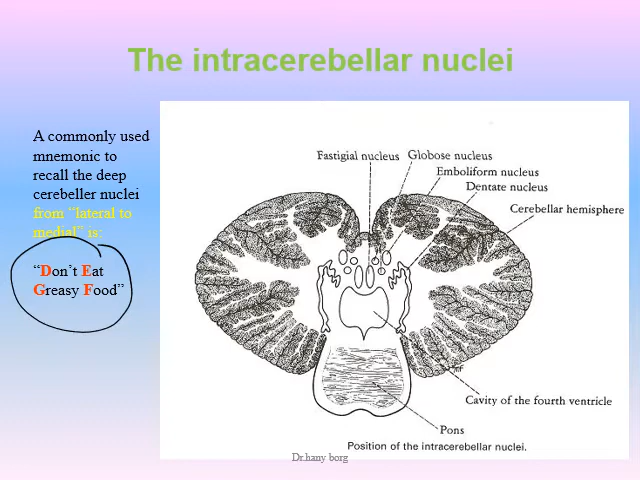 The intracerebellar nuclei
A commonly used
mnemonic to
recall the deep
cerebeller nuclei
from “lateral to
medial” is:
“Don’t Eat
Greasy Food”
Fastigial nucleus
Globose nucleus
Emboliform nucleus
Dentate nucleus
Cerebellar hemisphere
Cavity of the fourth ventricle
Pons
Position of the intracerebellar nuclei.
Dr.hany borg